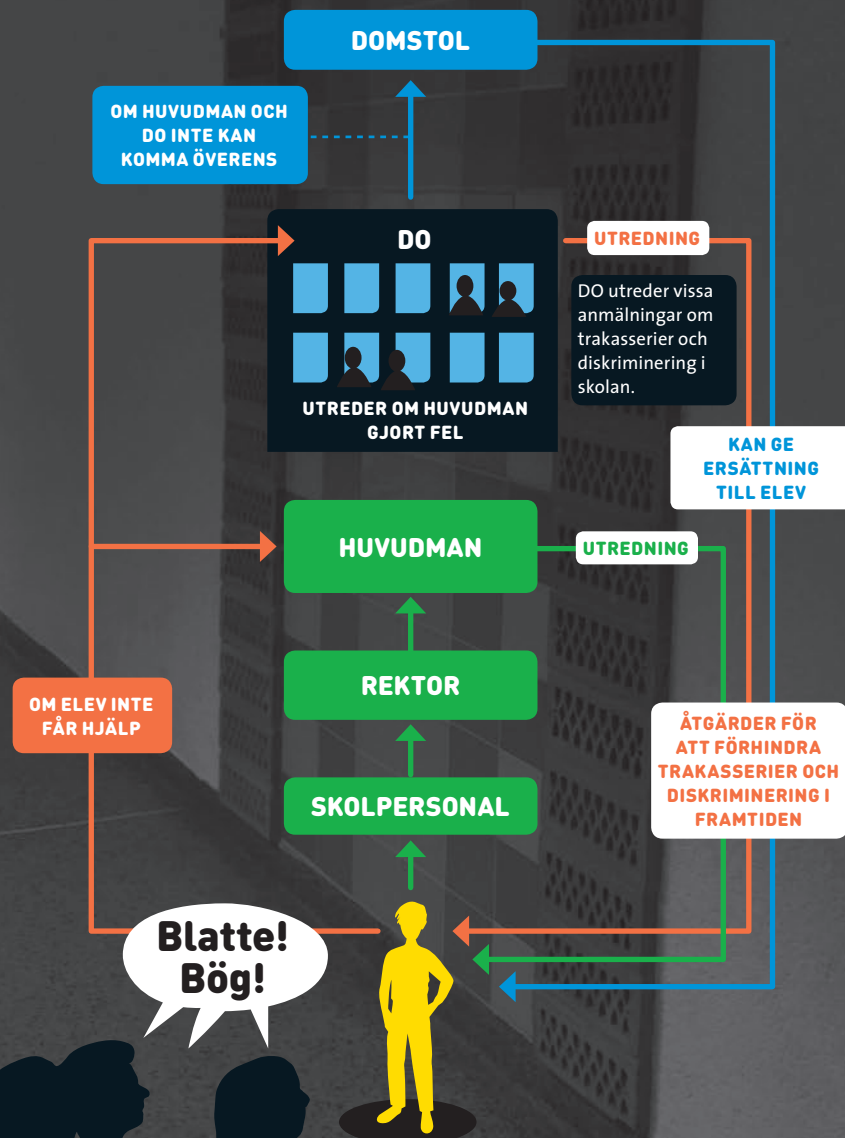 DOMSTOL
OM HUVUDMAN OCH
DO INTE KAN
KOMMA ÖVERENS
DO
UTREDER OM HUVUDMAN
GJORT FEL
UTREDNING
DO utreder vissa
anmälningar om
trakasserier och
diskriminering i
skolan.
KAN GE
ERSÄTTNING
TILL ELEV
HUVUDMAN
UTREDNING
REKTOR
OM ELEV INTE
FÅR HJÄLP
ÅTGÄRDER FÖR
ATT FÖRHINDRA
TRAKASSERIER OCH
DISKRIMINERING I
FRAMTIDEN
SKOLPERSONAL
Blatte!
Bög!